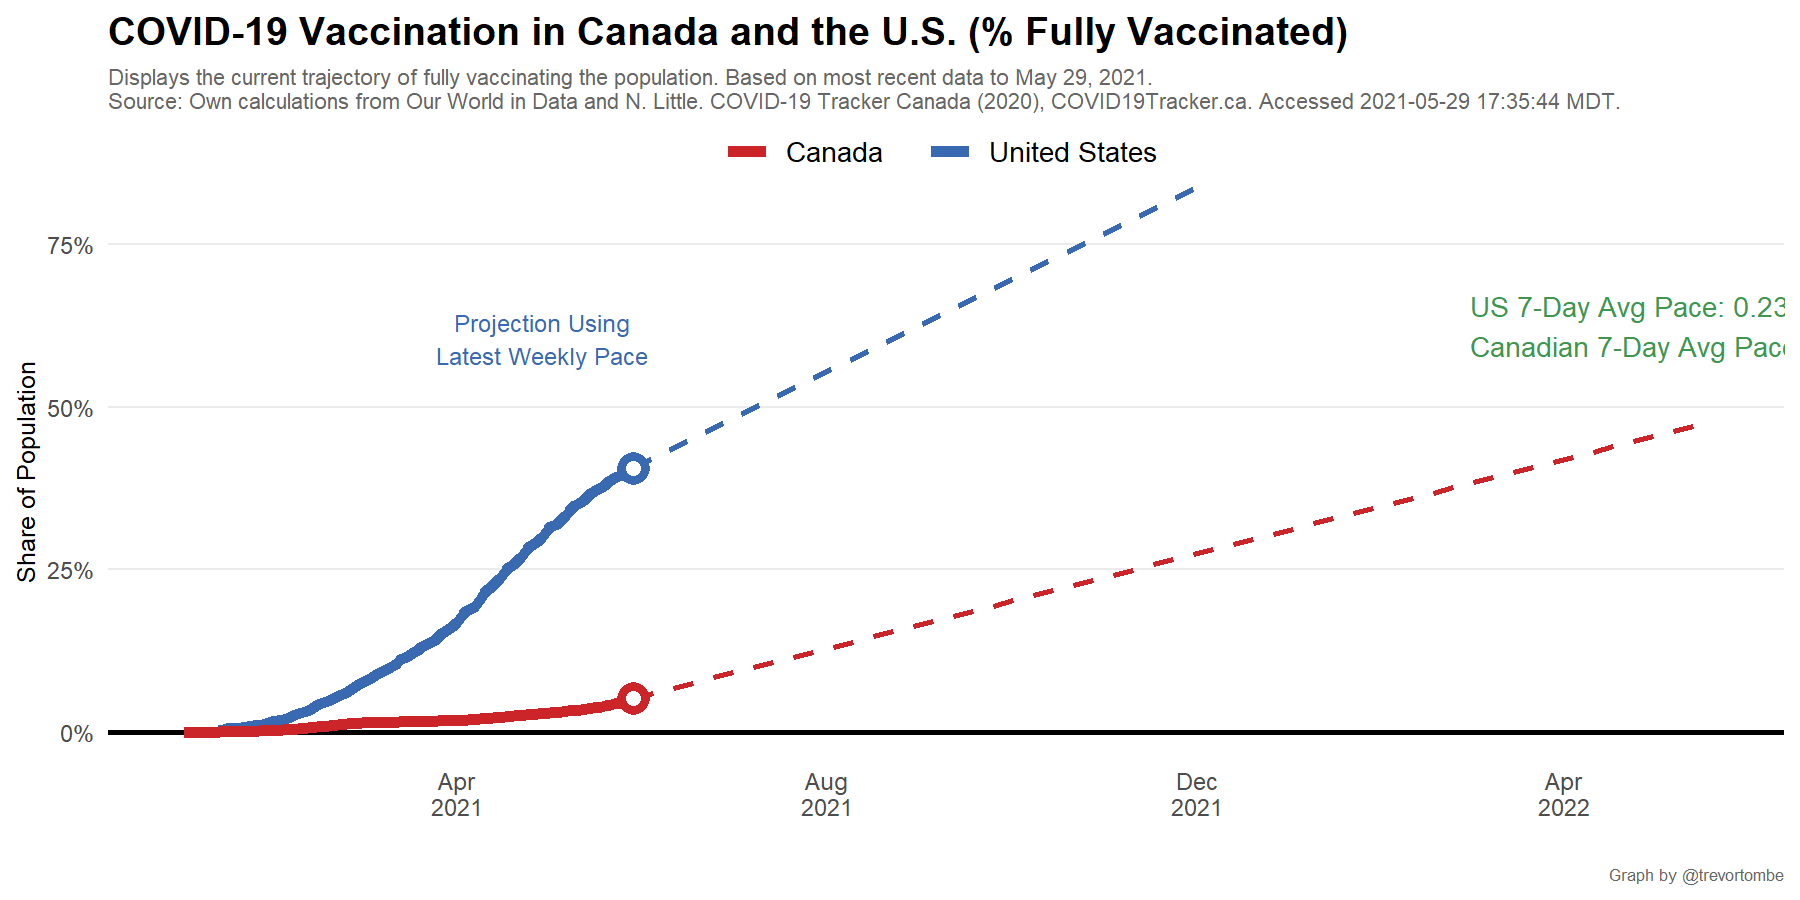 COVID-19 Vaccination in Canada and the U.S. (% Fully Vaccinated)
Displays the current trajectory of fully vaccinating the population. Based on most recent data to May 29, 2021.
Source: Own calculations from Our World in Data and N. Little. COVID-19 Tracker Canada (2020), COVID19Tracker.ca. Accessed 2021-05-29 17:35:44 MDT.
Canada
United States
75%
50%
25%
0%
Share of Population
Projection Using
Latest Weekly Pace
US 7-Day Avg Pace: 0.23
Canadian 7-Day Avg Pace
Apr
2021
Aug
2021
Dec
2021
Apr
2022
Graph by @trevortombe